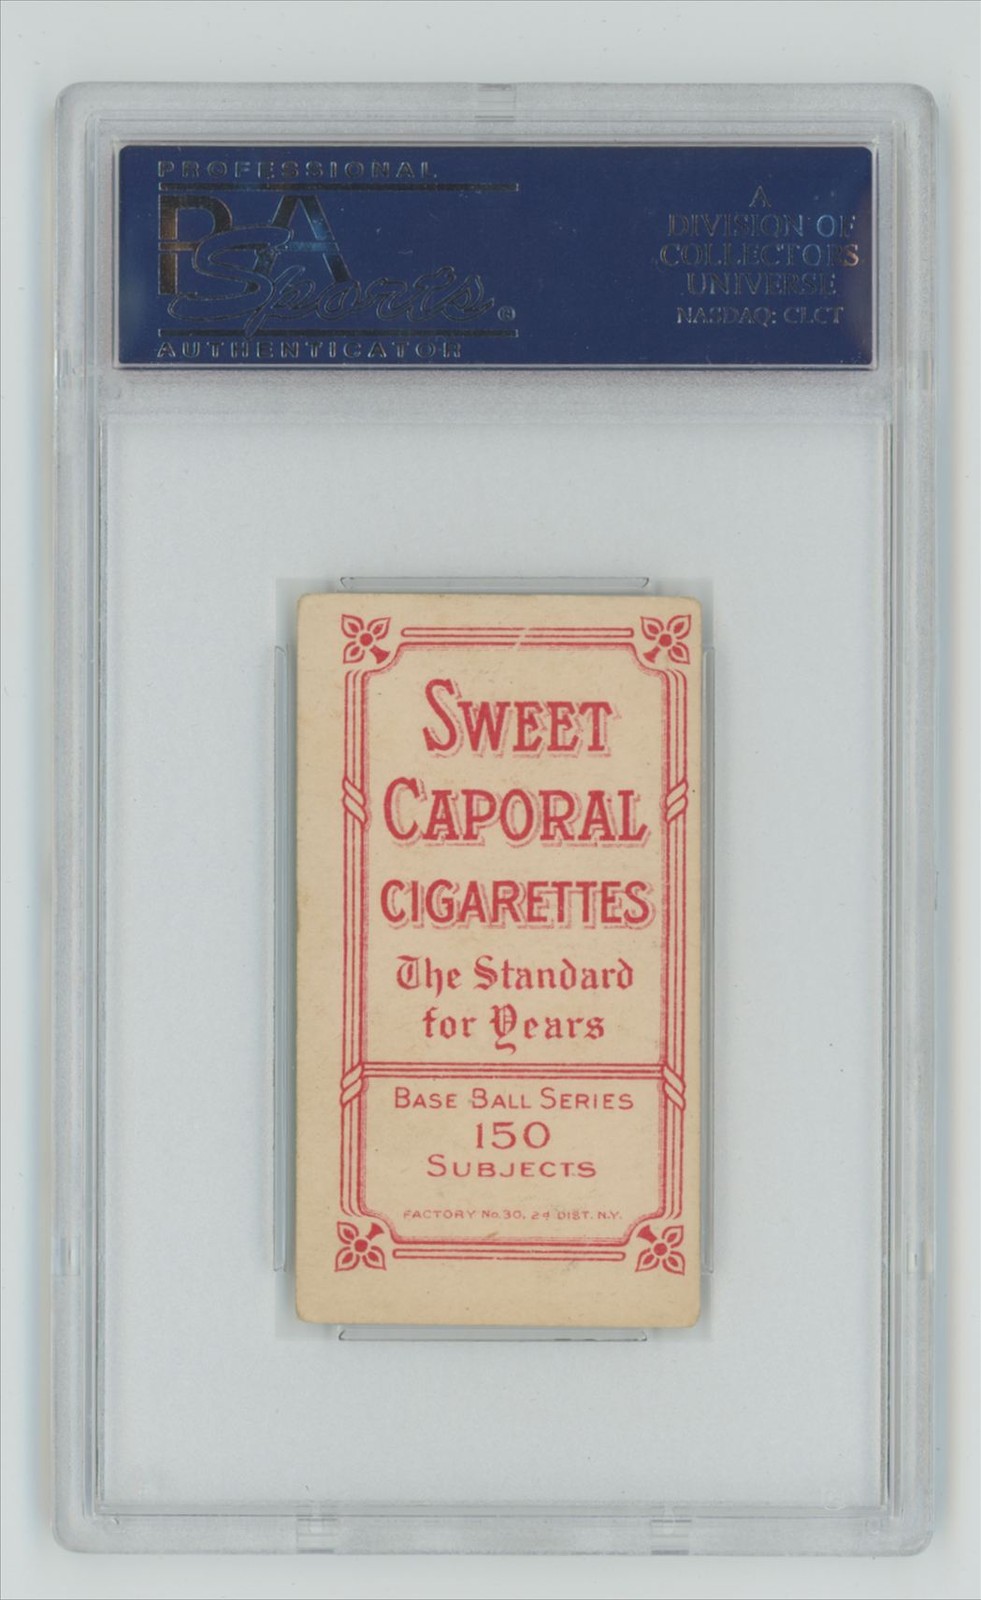 PROFESSIONAL
PSA
Sports®
AUTHENTICATOR
A
DIVISION OF
COLLECTORS
UNIVERSE
NASDAQ: CLCT
SWEET
CAPORAL
CIGARETTES
The Standard
for Years
BASE BALL SERIES
150
SUBJECTS
FACTORY No. 30, 2d DIST. N.Y.